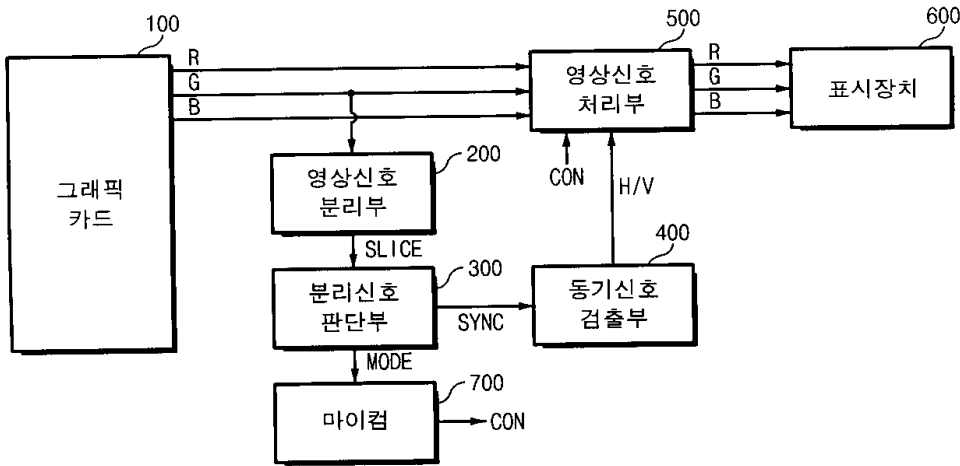 100
그래픽
카드
R
G
B
500
영상신호
처리부
R
G
B
600
표시장치
CON
H/V
200
영상신호
분리부
SLICE
300
분리신호
판단부
SYNC
400
동기신호
검출부
MODE
700
마이컴
CON